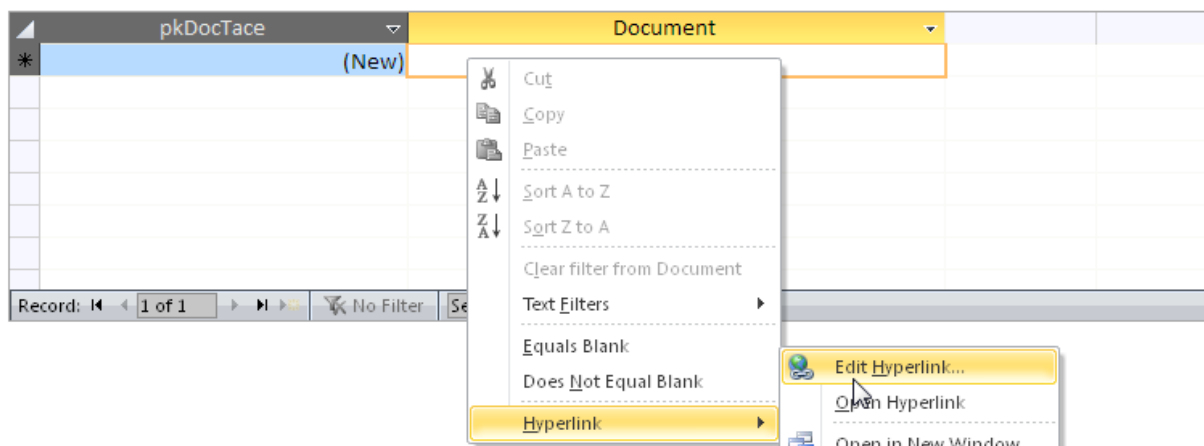 pkDocTace Document
(New)
Cut
Copy
Paste
Sort A to Z
Sort Z to A
Clear filter from Document
Text Filters
Record: 1 of 1 No Filter Se
Equals Blank
Does Not Equal Blank
Hyperlink
Edit Hyperlink...
Open Hyperlink
Open in New Window